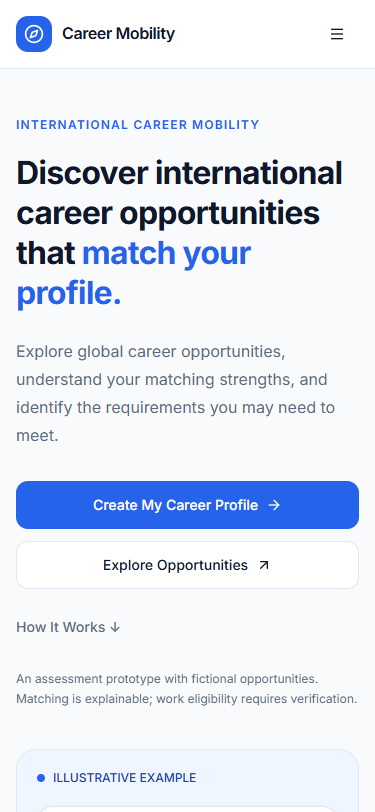 Career Mobility
INTERNATIONAL CAREER MOBILITY
Discover international
career opportunities
that match your
profile.
Explore global career opportunities,
understand your matching strengths, and
identify the requirements you may need to
meet.
Create My Career Profile →
Explore Opportunities ↗
How It Works ↓
An assessment prototype with fictional opportunities.
Matching is explainable; work eligibility requires verification.
ILLUSTRATIVE EXAMPLE